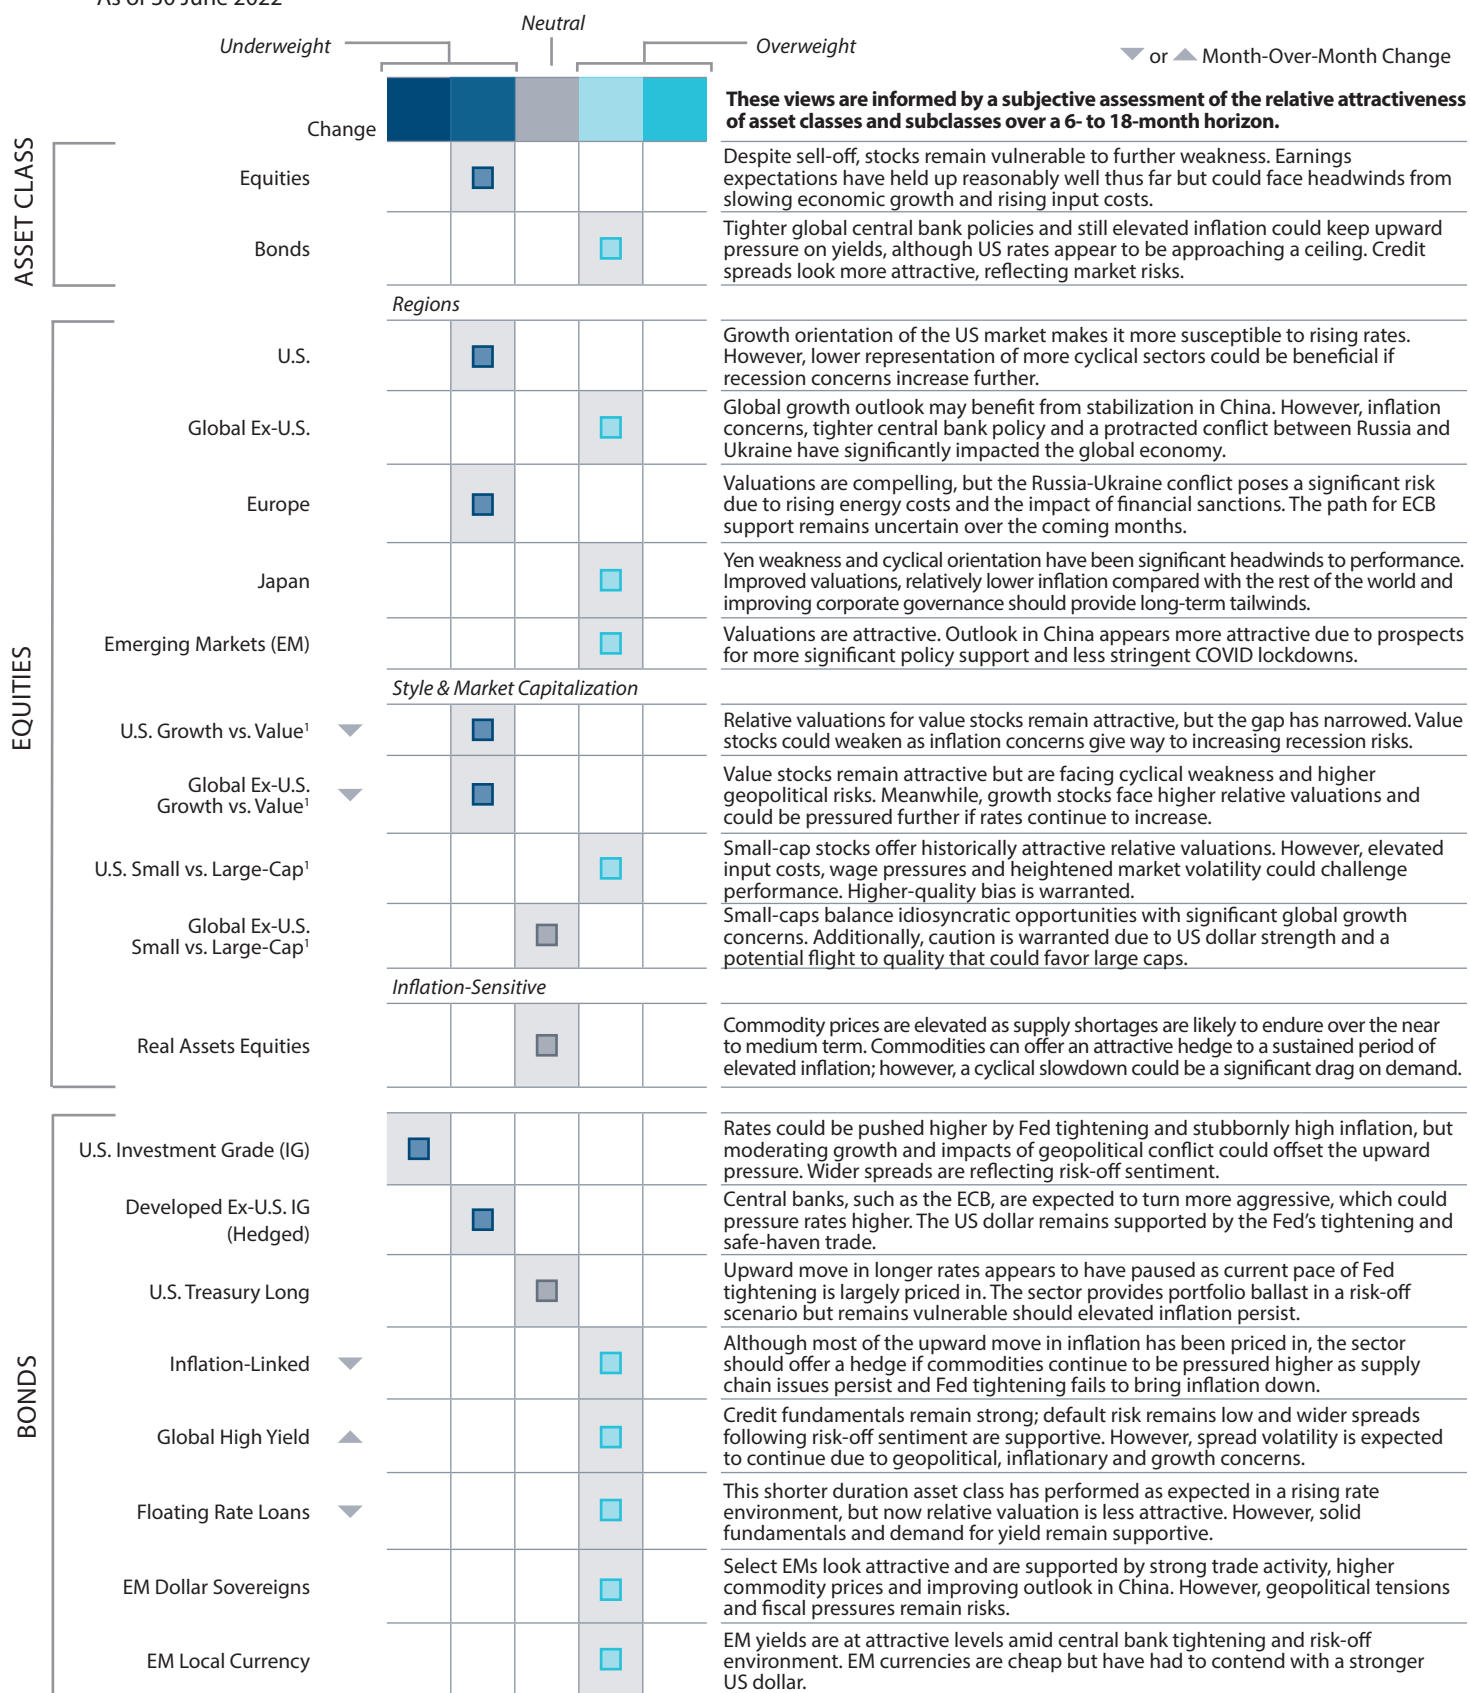 As of 30 June 2022
Neutral
Underweight
Overweight
or Month-Over-Month Change
Change
These views are informed by a subjective assessment of the relative attractiveness
of asset classes and subclasses over a 6- to 18-month horizon.
ASSET CLASS
Equities
Despite sell-off, stocks remain vulnerable to further weakness. Earnings
expectations have held up reasonably well thus far but could face headwinds from
slowing economic growth and rising input costs.
Bonds
Tighter global central bank policies and still elevated inflation could keep upward
pressure on yields, although US rates appear to be approaching a ceiling. Credit
spreads look more attractive, reflecting market risks.
EQUITIES
Regions
U.S.
Growth orientation of the US market makes it more susceptible to rising rates.
However, lower representation of more cyclical sectors could be beneficial if
recession concerns increase further.
Global Ex-U.S.
Global growth outlook may benefit from stabilization in China. However, inflation
concerns, tighter central bank policy and a protracted conflict between Russia and
Ukraine have significantly impacted the global economy.
Europe
Valuations are compelling, but the Russia-Ukraine conflict poses a significant risk
due to rising energy costs and the impact of financial sanctions. The path for ECB
support remains uncertain over the coming months.
Japan
Yen weakness and cyclical orientation have been significant headwinds to performance.
Improved valuations, relatively lower inflation compared with the rest of the world and
improving corporate governance should provide long-term tailwinds.
Emerging Markets (EM)
Valuations are attractive. Outlook in China appears more attractive due to prospects
for more significant policy support and less stringent COVID lockdowns.
Style & Market Capitalization
U.S. Growth vs. Value¹
Relative valuations for value stocks remain attractive, but the gap has narrowed. Value
stocks could weaken as inflation concerns give way to increasing recession risks.
Global Ex-U.S.
Growth vs. Value¹
Value stocks remain attractive but are facing cyclical weakness and higher
geopolitical risks. Meanwhile, growth stocks face higher relative valuations and
could be pressured further if rates continue to increase.
U.S. Small vs. Large-Cap¹
Small-cap stocks offer historically attractive relative valuations. However, elevated
input costs, wage pressures and heightened market volatility could challenge
performance. Higher-quality bias is warranted.
Global Ex-U.S.
Small vs. Large-Cap¹
Small-caps balance idiosyncratic opportunities with significant global growth
concerns. Additionally, caution is warranted due to US dollar strength and a
potential flight to quality that could favor large caps.
Inflation-Sensitive
Real Assets Equities
Commodity prices are elevated as supply shortages are likely to endure over the near
to medium term. Commodities can offer an attractive hedge to a sustained period of
elevated inflation; however, a cyclical slowdown could be a significant drag on demand.
BONDS
U.S. Investment Grade (IG)
Rates could be pushed higher by Fed tightening and stubbornly high inflation, but
moderating growth and impacts of geopolitical conflict could offset the upward
pressure. Wider spreads are reflecting risk-off sentiment.
Developed Ex-U.S. IG
(Hedged)
Central banks, such as the ECB, are expected to turn more aggressive, which could
pressure rates higher. The US dollar remains supported by the Fed's tightening and
safe-haven trade.
U.S. Treasury Long
Upward move in longer rates appears to have paused as current pace of Fed
tightening is largely priced in. The sector provides portfolio ballast in a risk-off
scenario but remains vulnerable should elevated inflation persist.
Inflation-Linked
Although most of the upward move in inflation has been priced in, the sector
should offer a hedge if commodities continue to be pressured higher as supply
chain issues persist and Fed tightening fails to bring inflation down.
Global High Yield
Credit fundamentals remain strong; default risk remains low and wider spreads
following risk-off sentiment are supportive. However, spread volatility is expected
to continue due to geopolitical, inflationary and growth concerns.
Floating Rate Loans
This shorter duration asset class has performed as expected in a rising rate
environment, but now relative valuation is less attractive. However, solid
fundamentals and demand for yield remain supportive.
EM Dollar Sovereigns
Select EMs look attractive and are supported by strong trade activity, higher
commodity prices and improving outlook in China. However, geopolitical tensions
and fiscal pressures remain risks.
EM Local Currency
EM yields are at attractive levels amid central bank tightening and risk-off
environment. EM currencies are cheap but have had to contend with a stronger
US dollar.